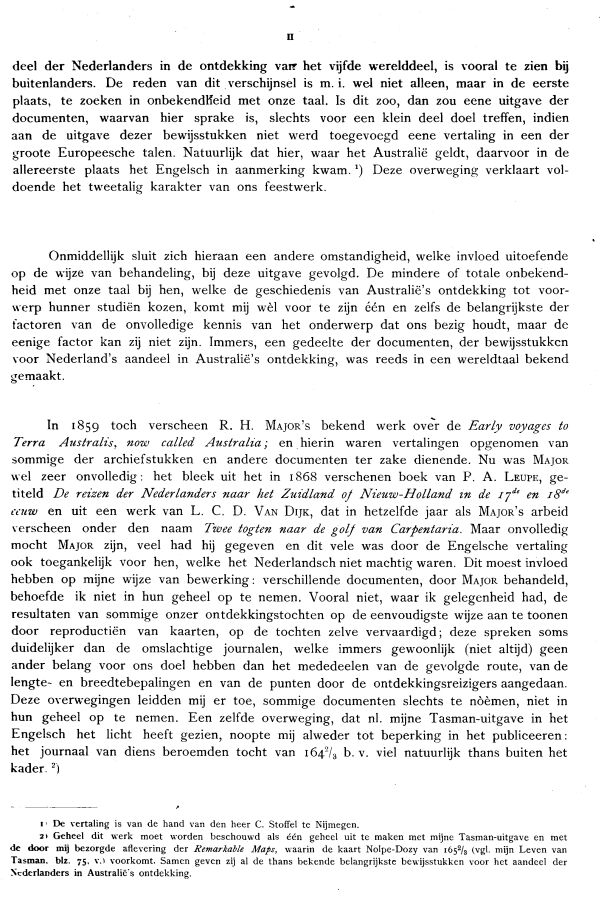 II
deel der Nederlanders in de ontdekking van het vijfde werelddeel, is vooral te zien bij
buitenlanders. De reden van dit verschijnsel is m. i. wel niet alleen, maar in de eerste
plaats, te zoeken in onbekendheid met onze taal. Is dit zoo, dan zou eene uitgave der
documenten, waarvan hier sprake is, slechts voor een klein deel doel treffen, indien
aan de uitgave dezer bewijsstukken niet werd toegevoegd eene vertaling in een der
groote Europeesche talen. Natuurlijk dat hier, waar het Australië geldt, daarvoor in de
allereerste plaats het Engelsch in aanmerking kwam. ¹) Deze overweging verklaart vol-
doende het tweetalig karakter van ons feestwerk.
Onmiddellijk sluit zich hieraan een andere omstandigheid, welke invloed uitoefende
op de wijze van behandeling, bij deze uitgave gevolgd. De mindere of totale onbekend-
heid met onze taal bij hen, welke de geschiedenis van Australië's ontdekking tot voor-
werp hunner studiën kozen, komt mij wèl voor te zijn één en zelfs de belangrijkste der
factoren van de onvolledige kennis van het onderwerp dat ons bezig houdt, maar de
eenige factor kan zij niet zijn. Immers, een gedeelte der documenten, der bewijsstukken
voor Nederland's aandeel in Australië's ontdekking, was reeds in een wereldtaal bekend
gemaakt.
In 1859 toch verscheen R. H. MAJOR's bekend werk over de Early voyages to
Terra Australis, now called Australia; en hierin waren vertalingen opgenomen van
sommige der archiefstukken en andere documenten ter zake dienende. Nu was MAJOR
wel zeer onvolledig: het bleek uit het in 1868 verschenen boek van P. A. LEUPE, ge-
titeld De reizen der Nederlanders naar het Zuidland of Nieuw-Holland in de 17de en 18de
eeuw en uit een werk van L. C. D. VAN DIJK, dat in hetzelfde jaar als MAJOR's arbeid
verscheen onder den naam Twee togten naar de golf van Carpentaria. Maar onvolledig
mocht MAJOR zijn, veel had hij gegeven en dit vele was door de Engelsche vertaling
ook toegankelijk voor hen, welke het Nederlandsch niet machtig waren. Dit moest invloed
hebben op mijne wijze van bewerking: verschillende documenten, door MAJOR behandeld,
behoefde ik niet in hun geheel op te nemen. Vooral niet, waar ik gelegenheid had, de
resultaten van sommige onzer ontdekkingstochten op de eenvoudigste wijze aan te toonen
door reproductiën van kaarten, op de tochten zelve vervaardigd; deze spreken soms
duidelijker dan de omslachtige journalen, welke immers gewoonlijk (niet altijd) geen
ander belang voor ons doel hebben dan het mededeelen van de gevolgde route, van de
lengte- en breedtebepalingen en van de punten door de ontdekkingsreizigers aangedaan.
Deze overwegingen leidden mij er toe, sommige documenten slechts te nòèmen, niet in
hun geheel op te nemen. Een zelfde overweging, dat nl. mijne Tasman-uitgave in het
Engelsch het licht heeft gezien, noopte mij alweder tot beperking in het publiceeren:
het journaal van diens beroemden tocht van 164²/₃ b. v. viel natuurlijk thans buiten het
kader. ²)
1) De vertaling is van de hand van den heer C. Stoffel te Nijmegen.
2) Geheel dit werk moet worden beschouwd als één geheel uit te maken met mijne Tasman-uitgave en met
de door mij bezorgde aflevering der Remarkable Maps, waarin de kaart Nolpe-Dozy van 165²/₃ (vgl. mijn Leven van
Tasman. blz. 75. v.) voorkomt. Samen geven zij al de thans bekende belangrijkste bewijsstukken voor het aandeel der
Nederlanders in Australië's ontdekking.